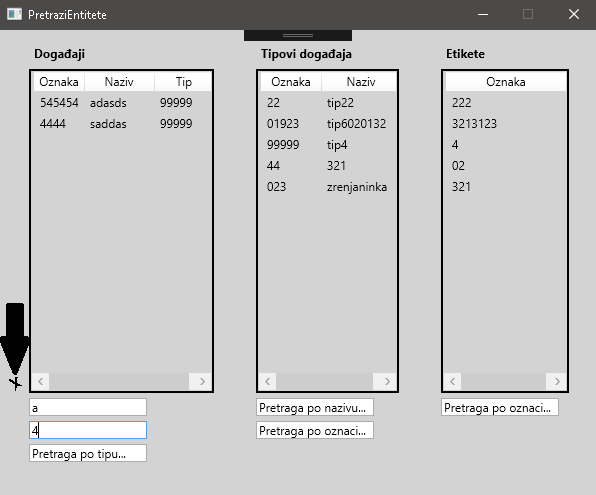 PretraziEntitete
Događaji
Oznaka Naziv Tip
545454 adasds 99999
4444 saddas 99999
a
4
Pretraga po tipu...
Tipovi događaja
Oznaka Naziv
22 tip22
01923 tip6020132
99999 tip4
44 321
023 zrenjaninka
Pretraga po nazivu...
Pretraga po oznaci...
Etikete
Oznaka
222
3213123
4
02
321
Pretraga po oznaci...